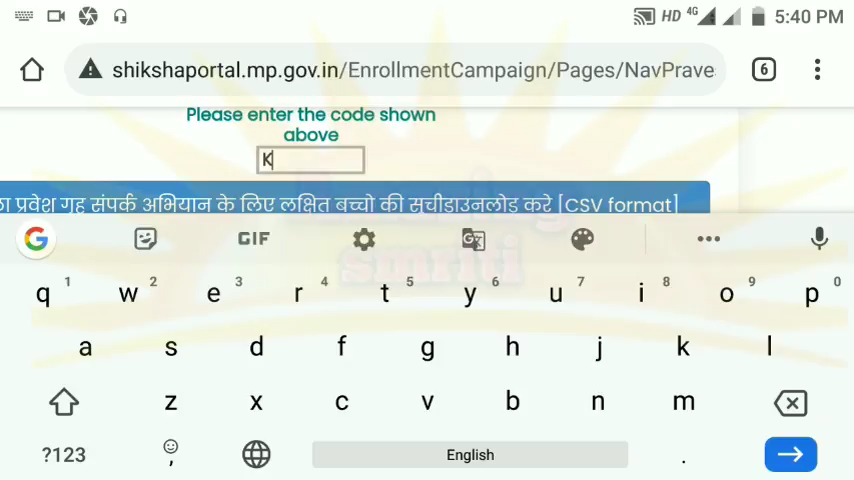 HD 4G 5:40 PM
shikshaportal.mp.gov.in/EnrollmentCampaign/Pages/NavPrave
6
Please enter the code shown
above
K
प्रवेश गृह संपर्क अभियान के लिए लक्षित बच्चो की सूचीडाउनलोड करे [CSV format]
G GIF
q 1 w 2 e 3 r 4 t 5 y 6 u 7 i 8 o 9 p 0
a s d f g h j k l
z x c v b n m
?123 , English .